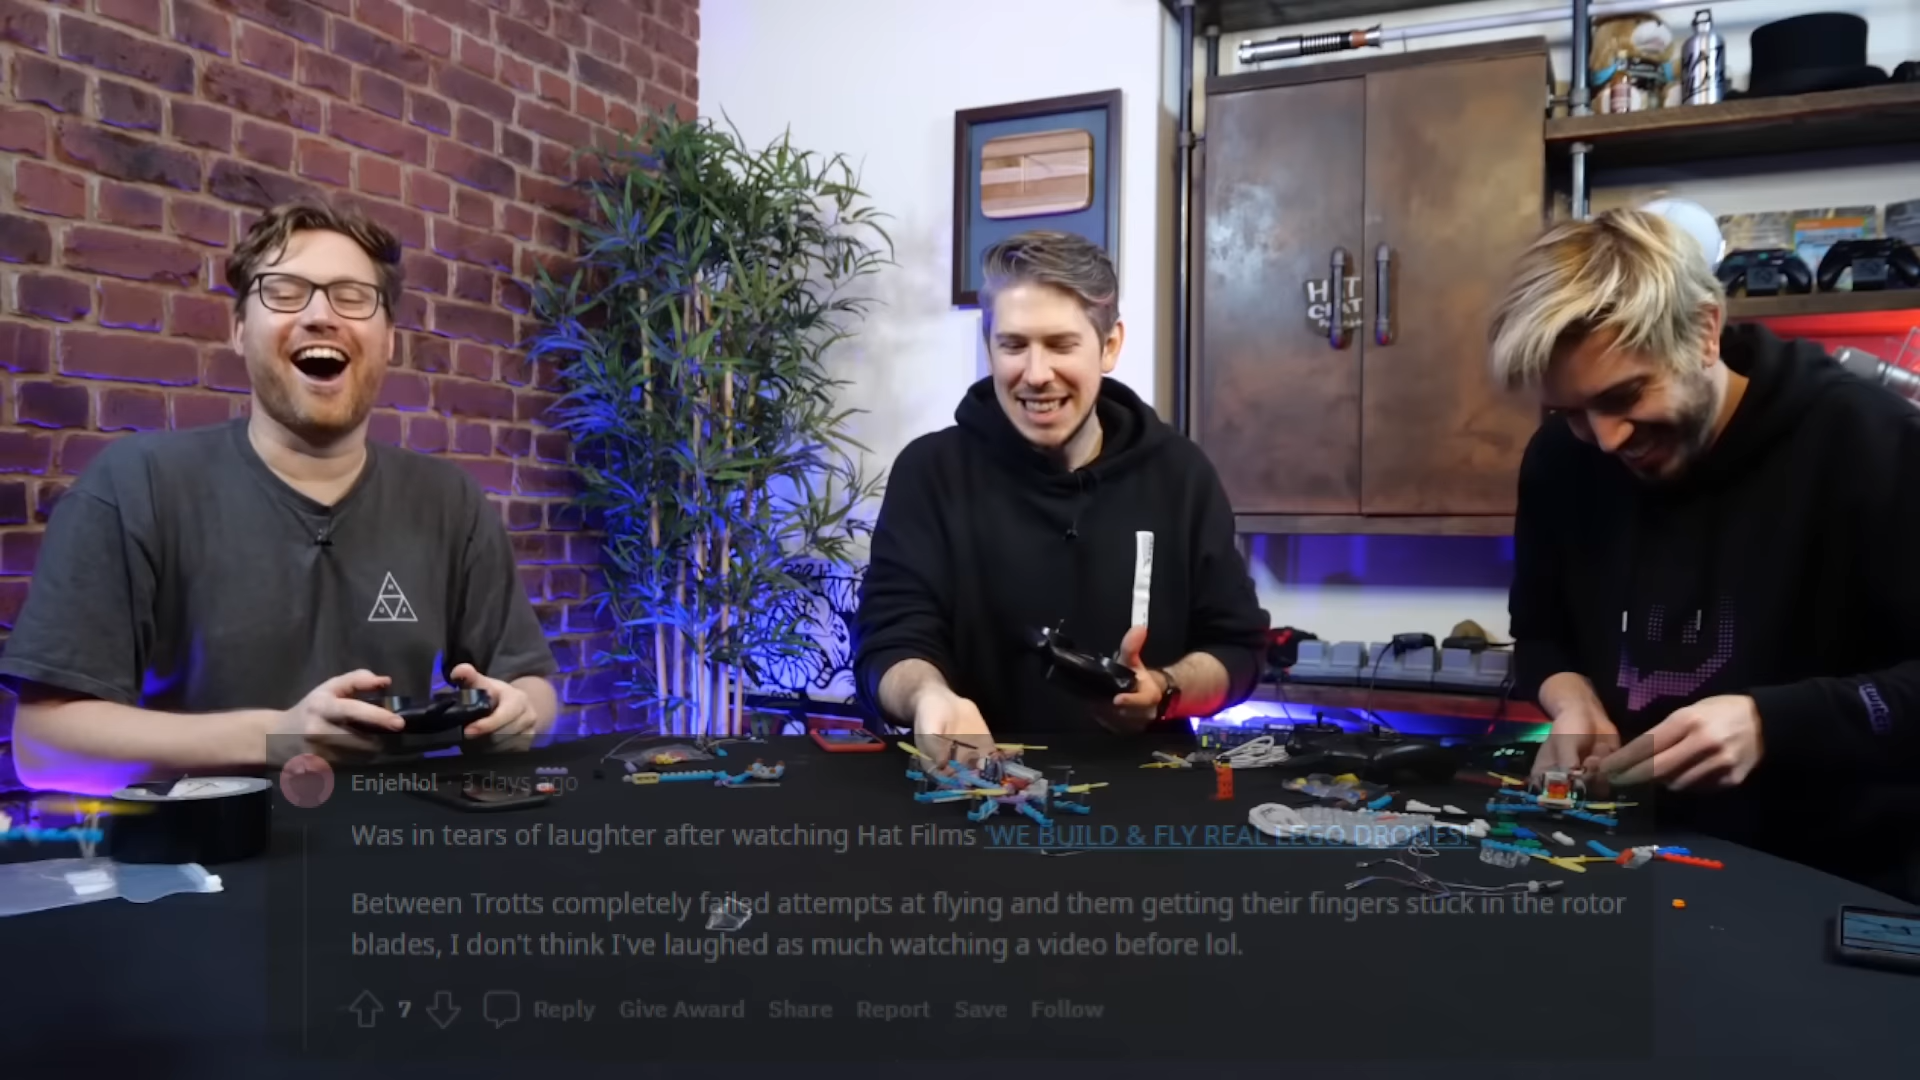 HAT
CHAT
Enjehlol · 3 days ago
Was in tears of laughter after watching Hat Films 'WE BUILD & FLY REAL LEGO DRONES!'
Between Trotts completely failed attempts at flying and them getting their fingers stuck in the rotor
blades, I don't think I've laughed as much watching a video before lol.
7 Reply Give Award Share Report Save Follow